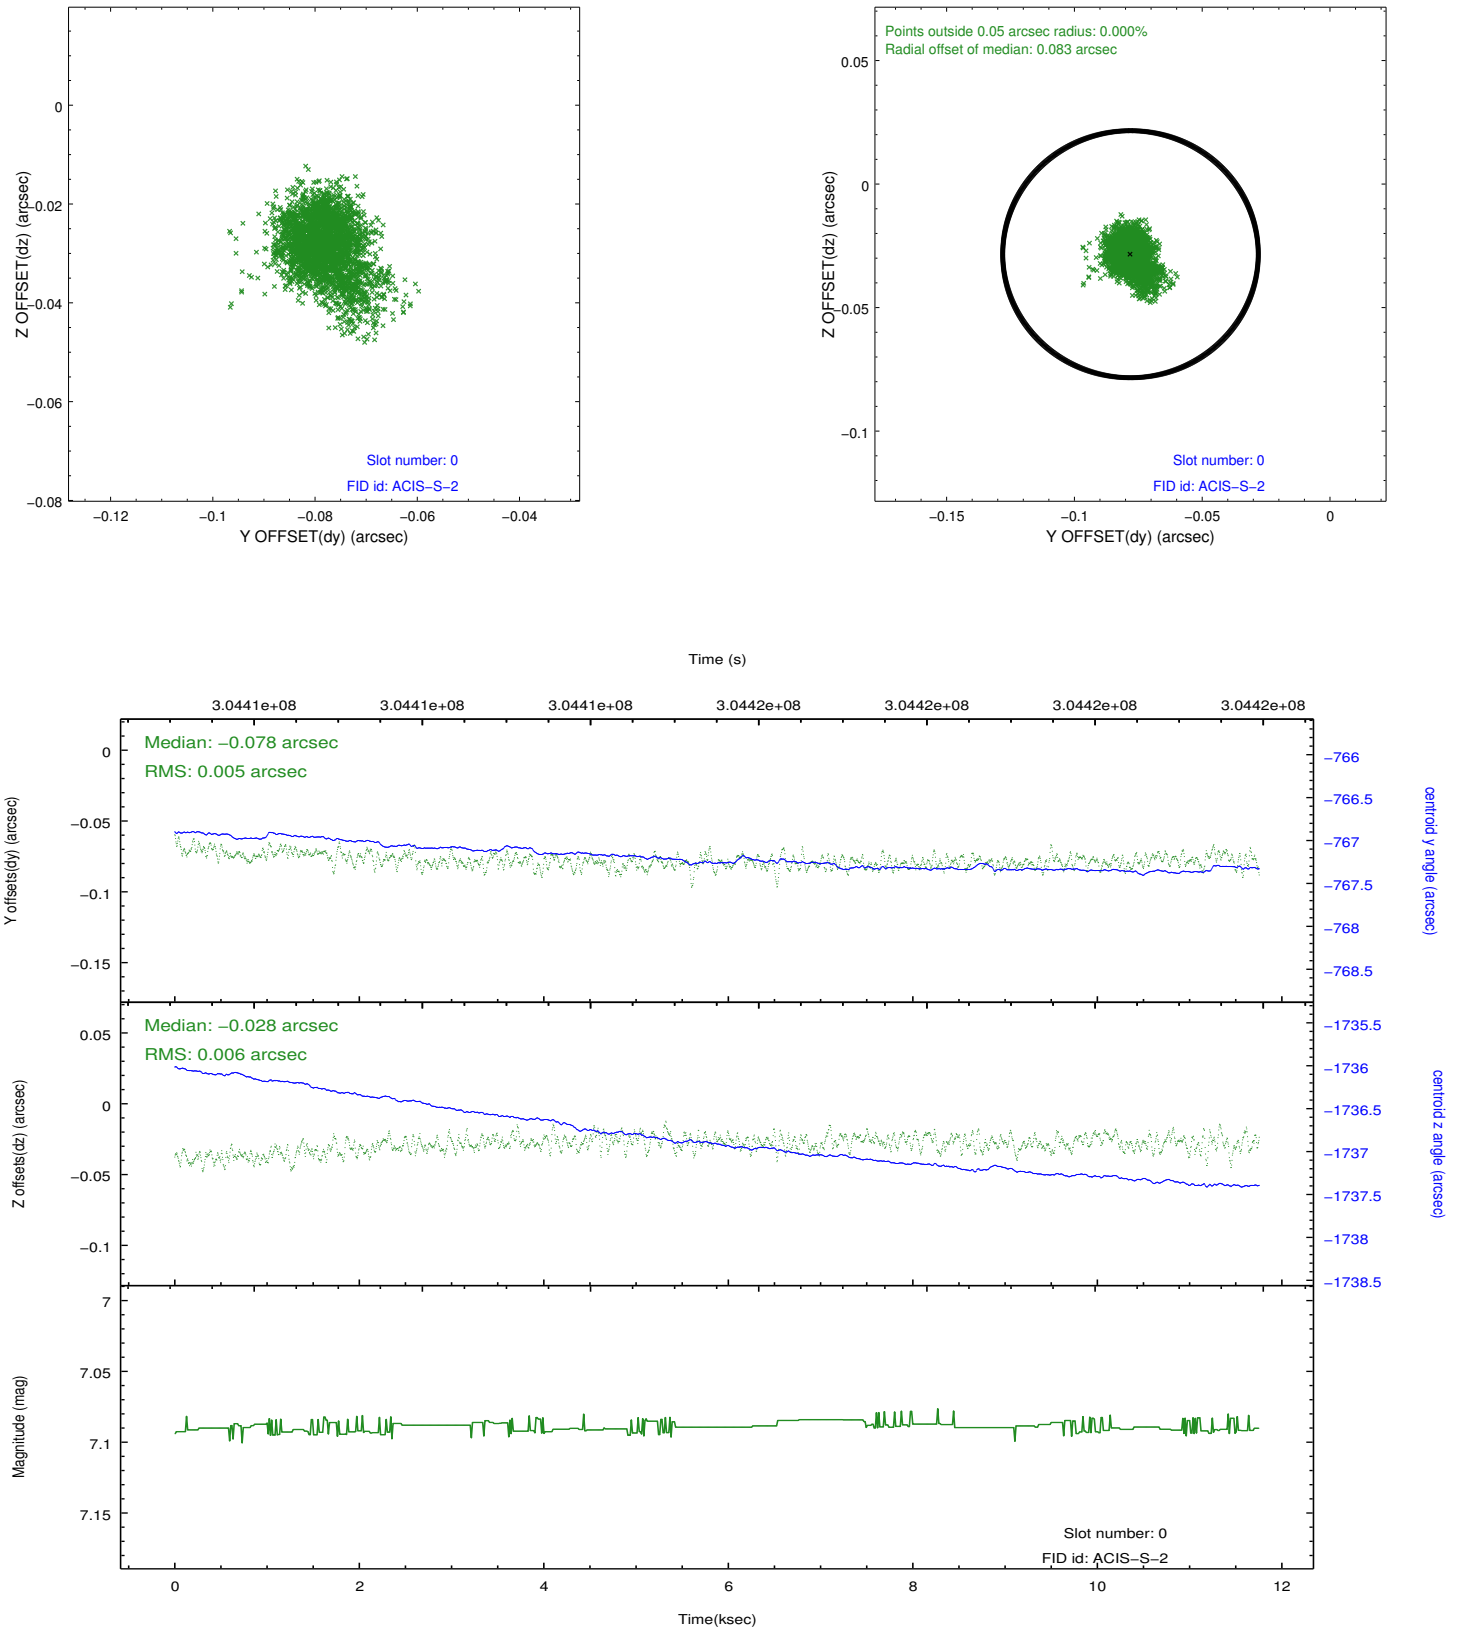 0
−0.02
−0.04
−0.06
−0.08
Z OFFSET(dz) (arcsec)
Slot number: 0
FID id: ACIS−S−2
−0.12
−0.1
−0.08
−0.06
−0.04
Y OFFSET(dy) (arcsec)
Points outside 0.05 arcsec radius: 0.000%
Radial offset of median: 0.083 arcsec
0.05
0
−0.05
−0.1
Z OFFSET(dz) (arcsec)
Slot number: 0
FID id: ACIS−S−2
−0.15
−0.1
−0.05
0
Y OFFSET(dy) (arcsec)
Time (s)
3.0441e+08
3.0441e+08
3.0441e+08
3.0442e+08
3.0442e+08
3.0442e+08
3.0442e+08
Median: −0.078 arcsec
RMS: 0.005 arcsec
0
−0.05
−0.1
−0.15
Y offsets(dy) (arcsec)
−766
−766.5
−767
−767.5
−768
−768.5
centroid y angle (arcsec)
Median: −0.028 arcsec
RMS: 0.006 arcsec
0.05
0
−0.05
−0.1
Z offsets(dz) (arcsec)
−1735.5
−1736
−1736.5
−1737
−1737.5
−1738
−1738.5
centroid z angle (arcsec)
7
7.05
7.1
7.15
Magnitude (mag)
Slot number: 0
FID id: ACIS−S−2
0
2
4
6
8
10
12
Time(ksec)